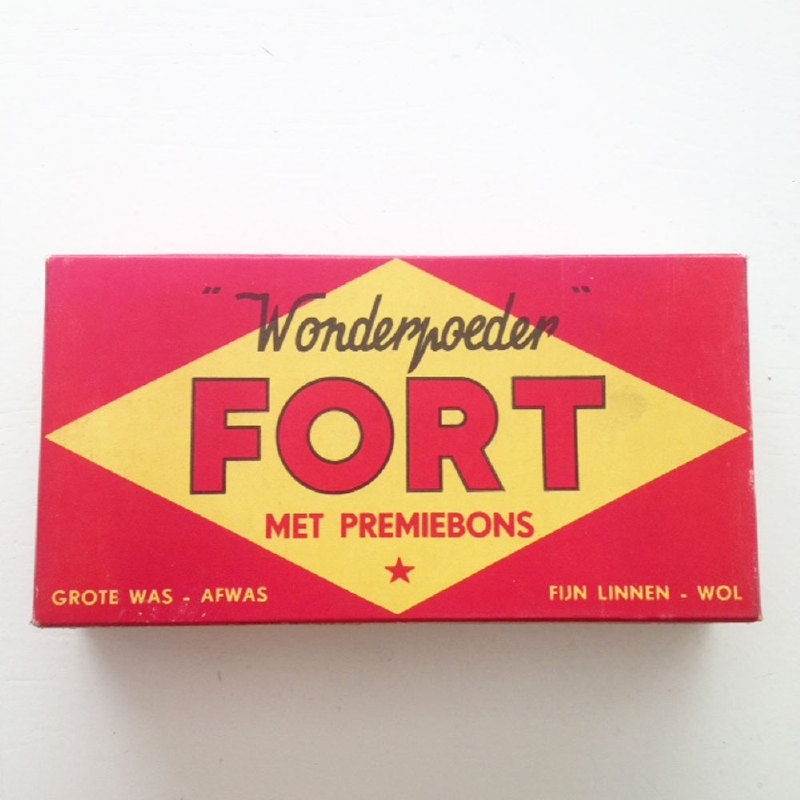 "Wonderpoeder"
FORT
MET PREMIEBONS
GROTE WAS - AFWAS
FIJN LINNEN - WOL